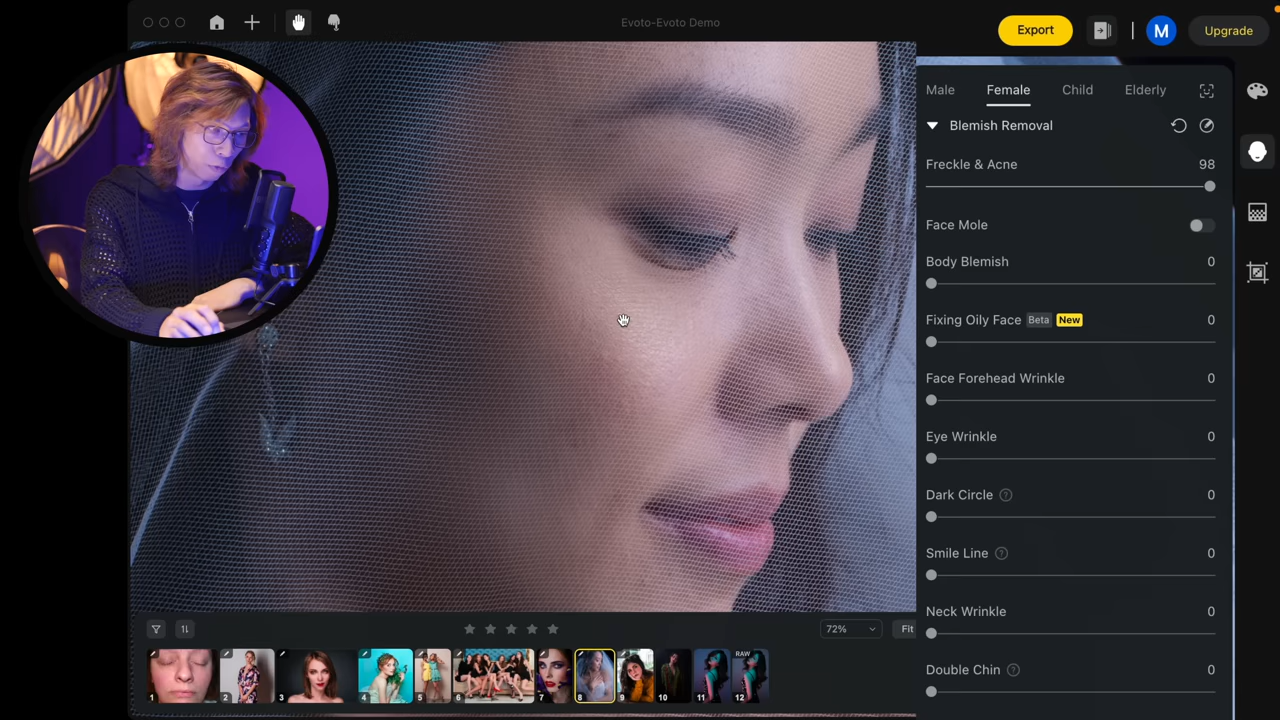 Evoto-Evoto Demo
Export
M
Upgrade
Male Female Child Elderly
Blemish Removal
Freckle & Acne 98
Face Mole
Body Blemish 0
Fixing Oily Face Beta New 0
Face Forehead Wrinkle 0
Eye Wrinkle 0
Dark Circle ? 0
Smile Line ? 0
Neck Wrinkle 0
Double Chin ? 0
72%
Fit
RAW
1 2 3 4 5 6 7 8 9 10 11 12